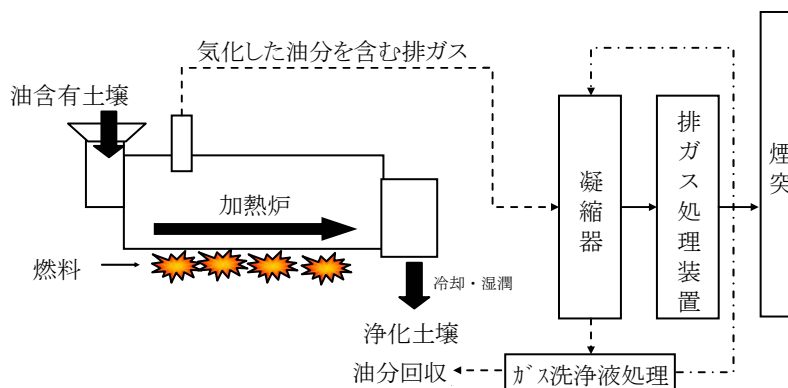 気化した油分を含む排ガス
油含有土壌
加熱炉
燃料
冷却・湿潤
浄化土壌
油分回収
ガス洗浄液処理
凝縮器
排ガス処理装置
煙突